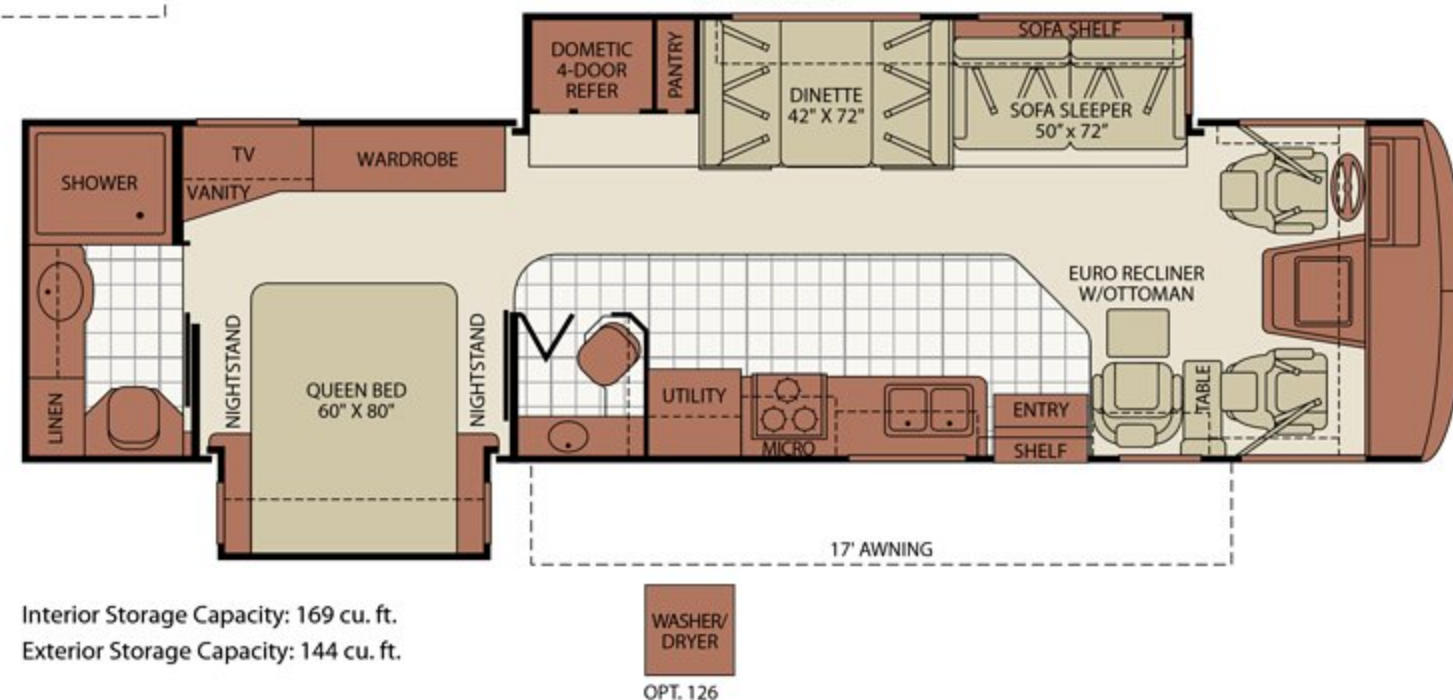 SOFA SHELF
DOMETIC
4-DOOR
REFER
PANTRY
DINETTE
42" X 72"
SOFA SLEEPER
50" x 72"
TV
WARDROBE
VANITY
SHOWER
EURO RECLINER
W/OTTOMAN
NIGHTSTAND
QUEEN BED
60" X 80"
NIGHTSTAND
LINEN
UTILITY
MICRO
ENTRY
SHELF
TABLE
17' AWNING
Interior Storage Capacity: 169 cu. ft.
Exterior Storage Capacity: 144 cu. ft.
WASHER/
DRYER
OPT. 126